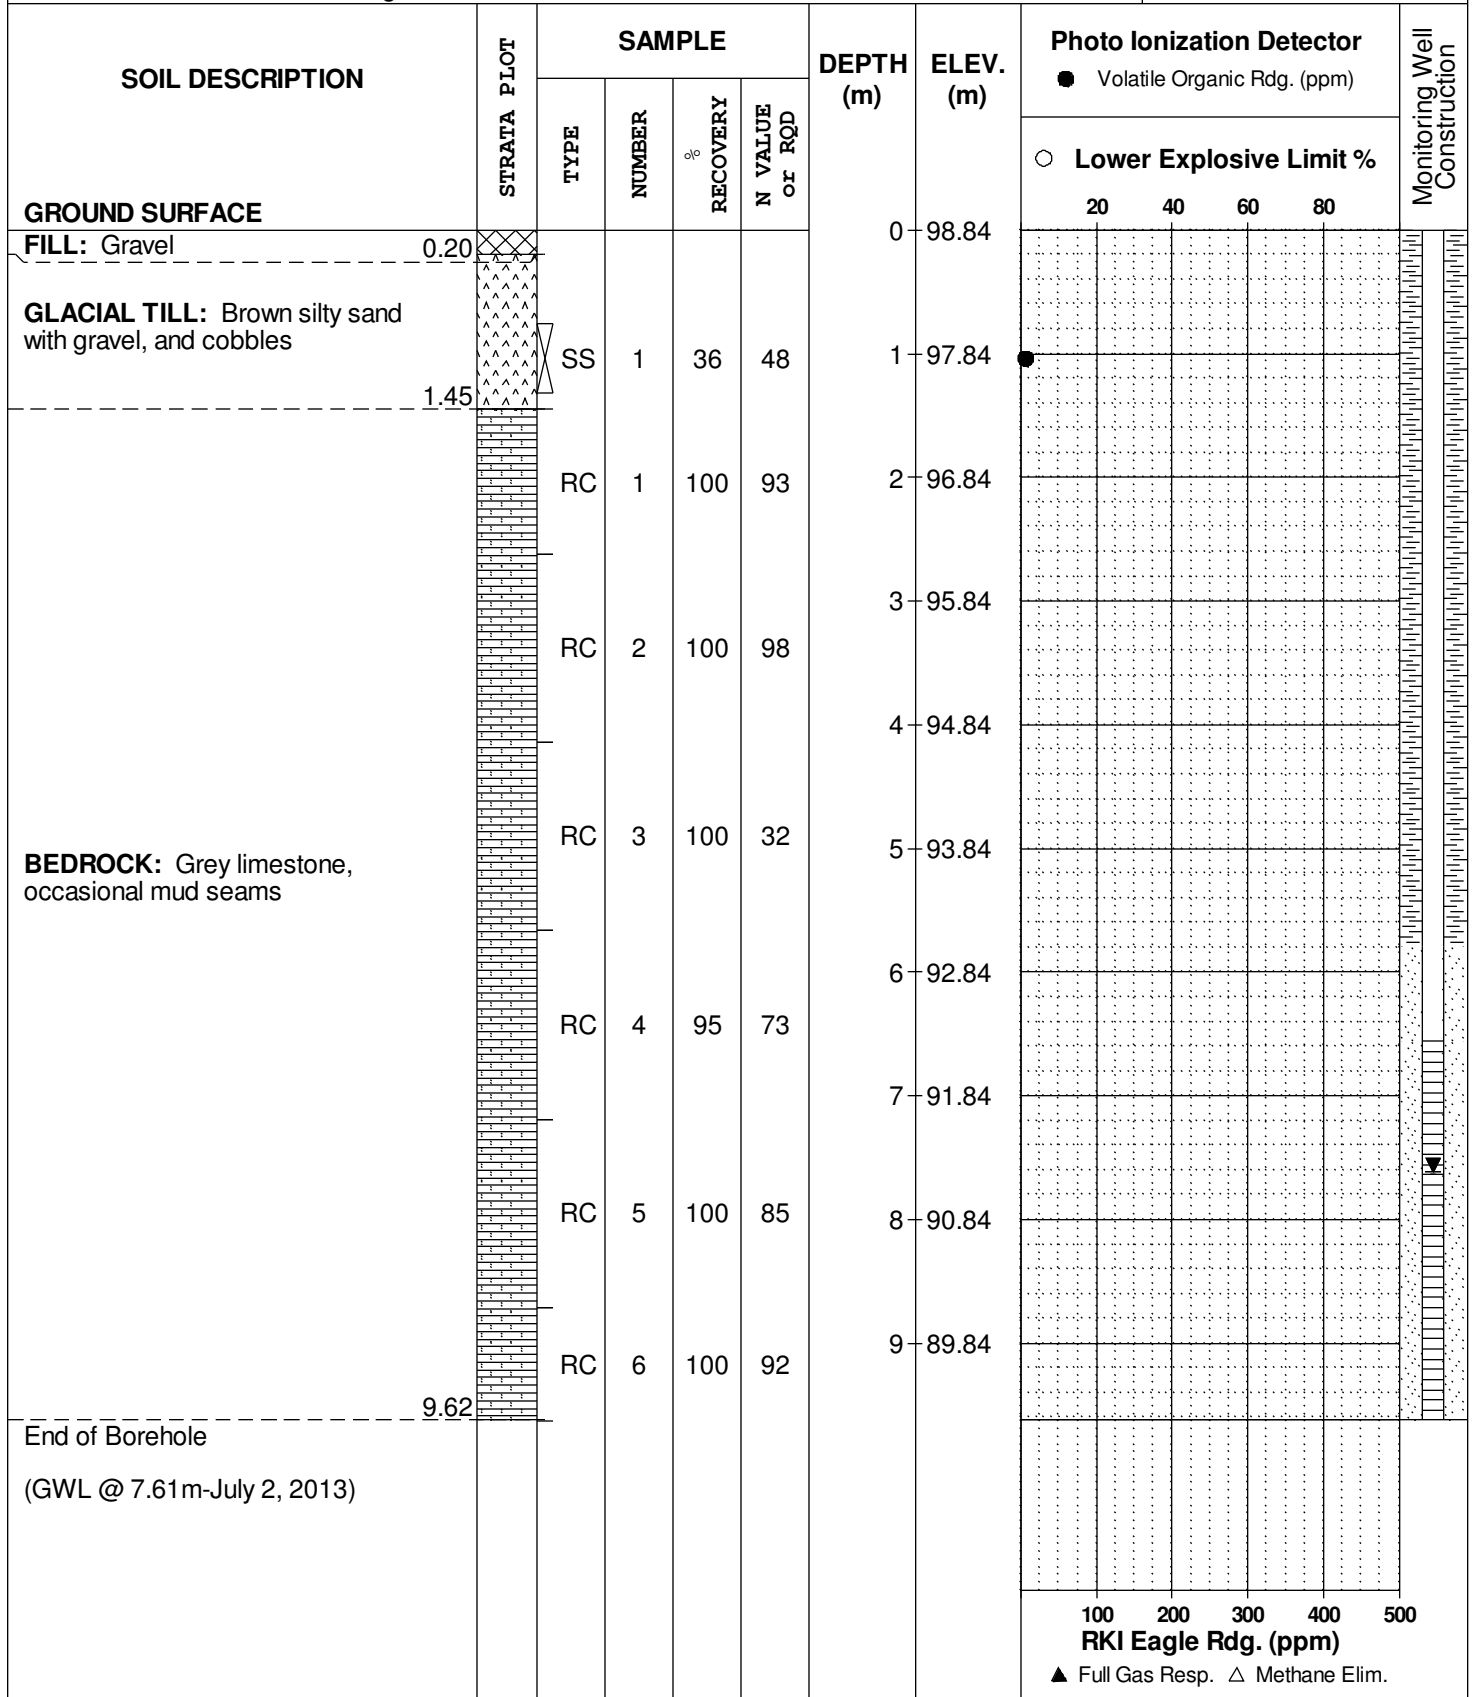 SOIL DESCRIPTION
GROUND SURFACE
STRATA PLOT
SAMPLE
TYPE
NUMBER
% RECOVERY
N VALUE or RQD
DEPTH (m)
ELEV. (m)
Photo Ionization Detector
● Volatile Organic Rdg. (ppm)
○ Lower Explosive Limit %
20 40 60 80
Monitoring Well Construction
0 98.84
FILL: Gravel 0.20
GLACIAL TILL: Brown silty sand
with gravel, and cobbles
SS 1 36 48
1 97.84
1.45
RC 1 100 93
2 96.84
3 95.84
RC 2 100 98
4 94.84
RC 3 100 32
5 93.84
BEDROCK: Grey limestone,
occasional mud seams
6 92.84
RC 4 95 73
7 91.84
RC 5 100 85
8 90.84
9 89.84
RC 6 100 92
9.62
End of Borehole
(GWL @ 7.61m-July 2, 2013)
100 200 300 400 500
RKI Eagle Rdg. (ppm)
▲ Full Gas Resp. △ Methane Elim.